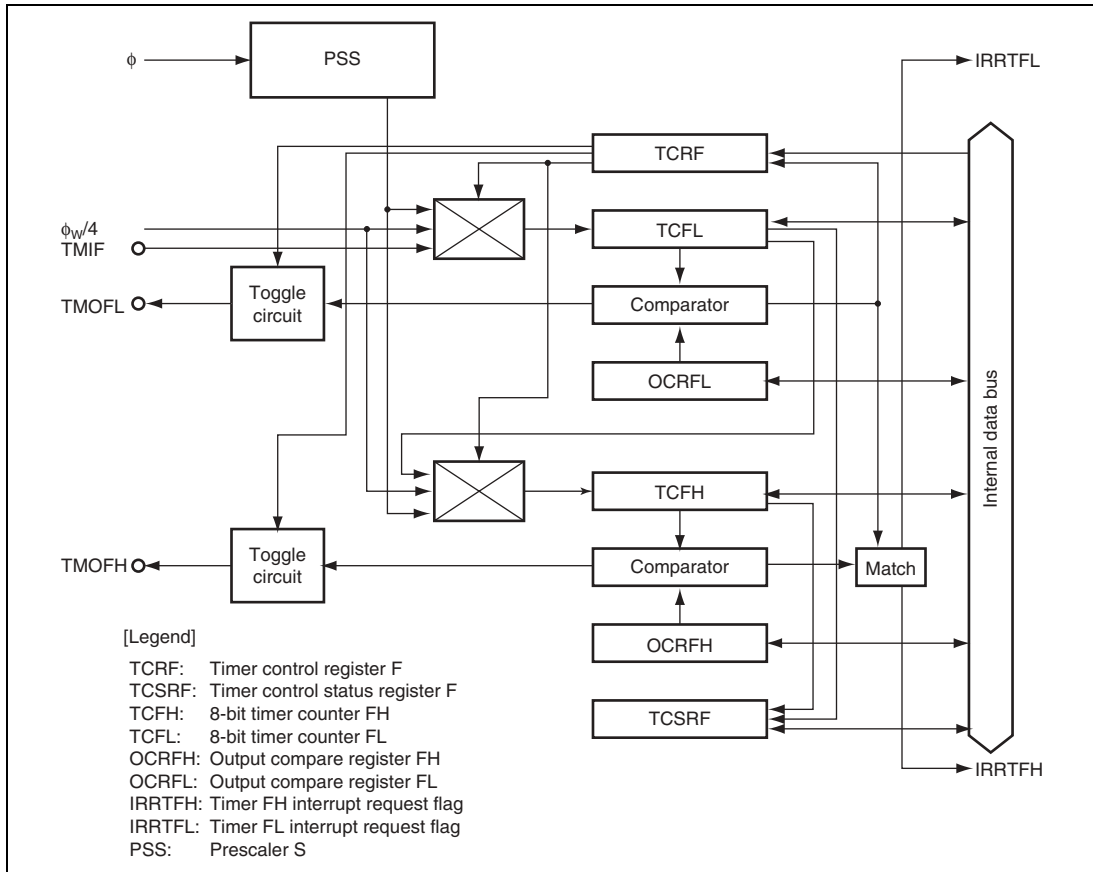 ϕ
PSS
IRRTFL
TCRF
ϕW/4
TMIF
TCFL
TMOFL
Toggle
circuit
Comparator
OCRFL
Internal data bus
TCFH
TMOFH
Toggle
circuit
Comparator
Match
OCRFH
TCSRF
IRRTFH
[Legend]
TCRF: Timer control register F
TCSRF: Timer control status register F
TCFH: 8-bit timer counter FH
TCFL: 8-bit timer counter FL
OCRFH: Output compare register FH
OCRFL: Output compare register FL
IRRTFH: Timer FH interrupt request flag
IRRTFL: Timer FL interrupt request flag
PSS: Prescaler S